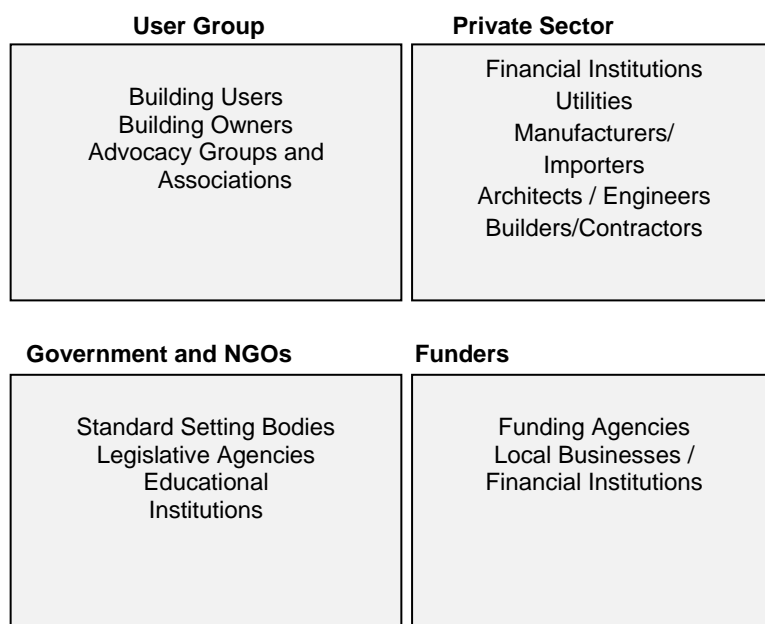 User Group
Building Users
Building Owners
Advocacy Groups and
Associations
Private Sector
Financial Institutions
Utilities
Manufacturers/
Importers
Architects / Engineers
Builders/Contractors
Government and NGOs
Standard Setting Bodies
Legislative Agencies
Educational
Institutions
Funders
Funding Agencies
Local Businesses /
Financial Institutions